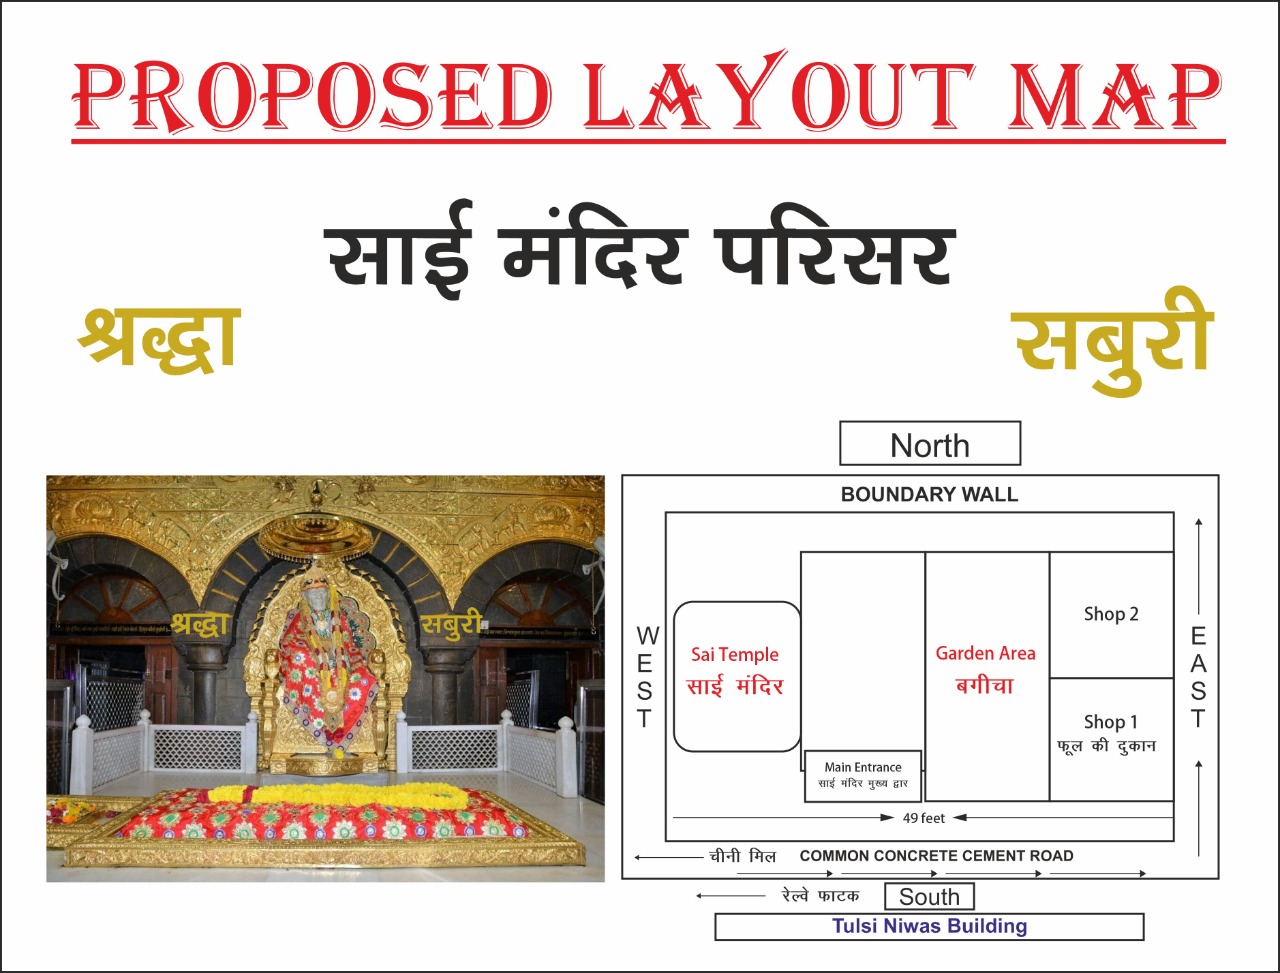 PROPOSED LAYOUT MAP
साई मंदिर परिसर
श्रद्धा
सबुरी
North
BOUNDARY WALL
श्रद्धा
सबुरी
WEST
Sai Temple
साई मंदिर
Main Entrance
साई मंदिर मुख्य द्वार
Garden Area
बगीचा
Shop 2
Shop 1
फूल की दुकान
EAST
49 feet
चीनी मिल
COMMON CONCRETE CEMENT ROAD
रेल्वे फाटक
South
Tulsi Niwas Building